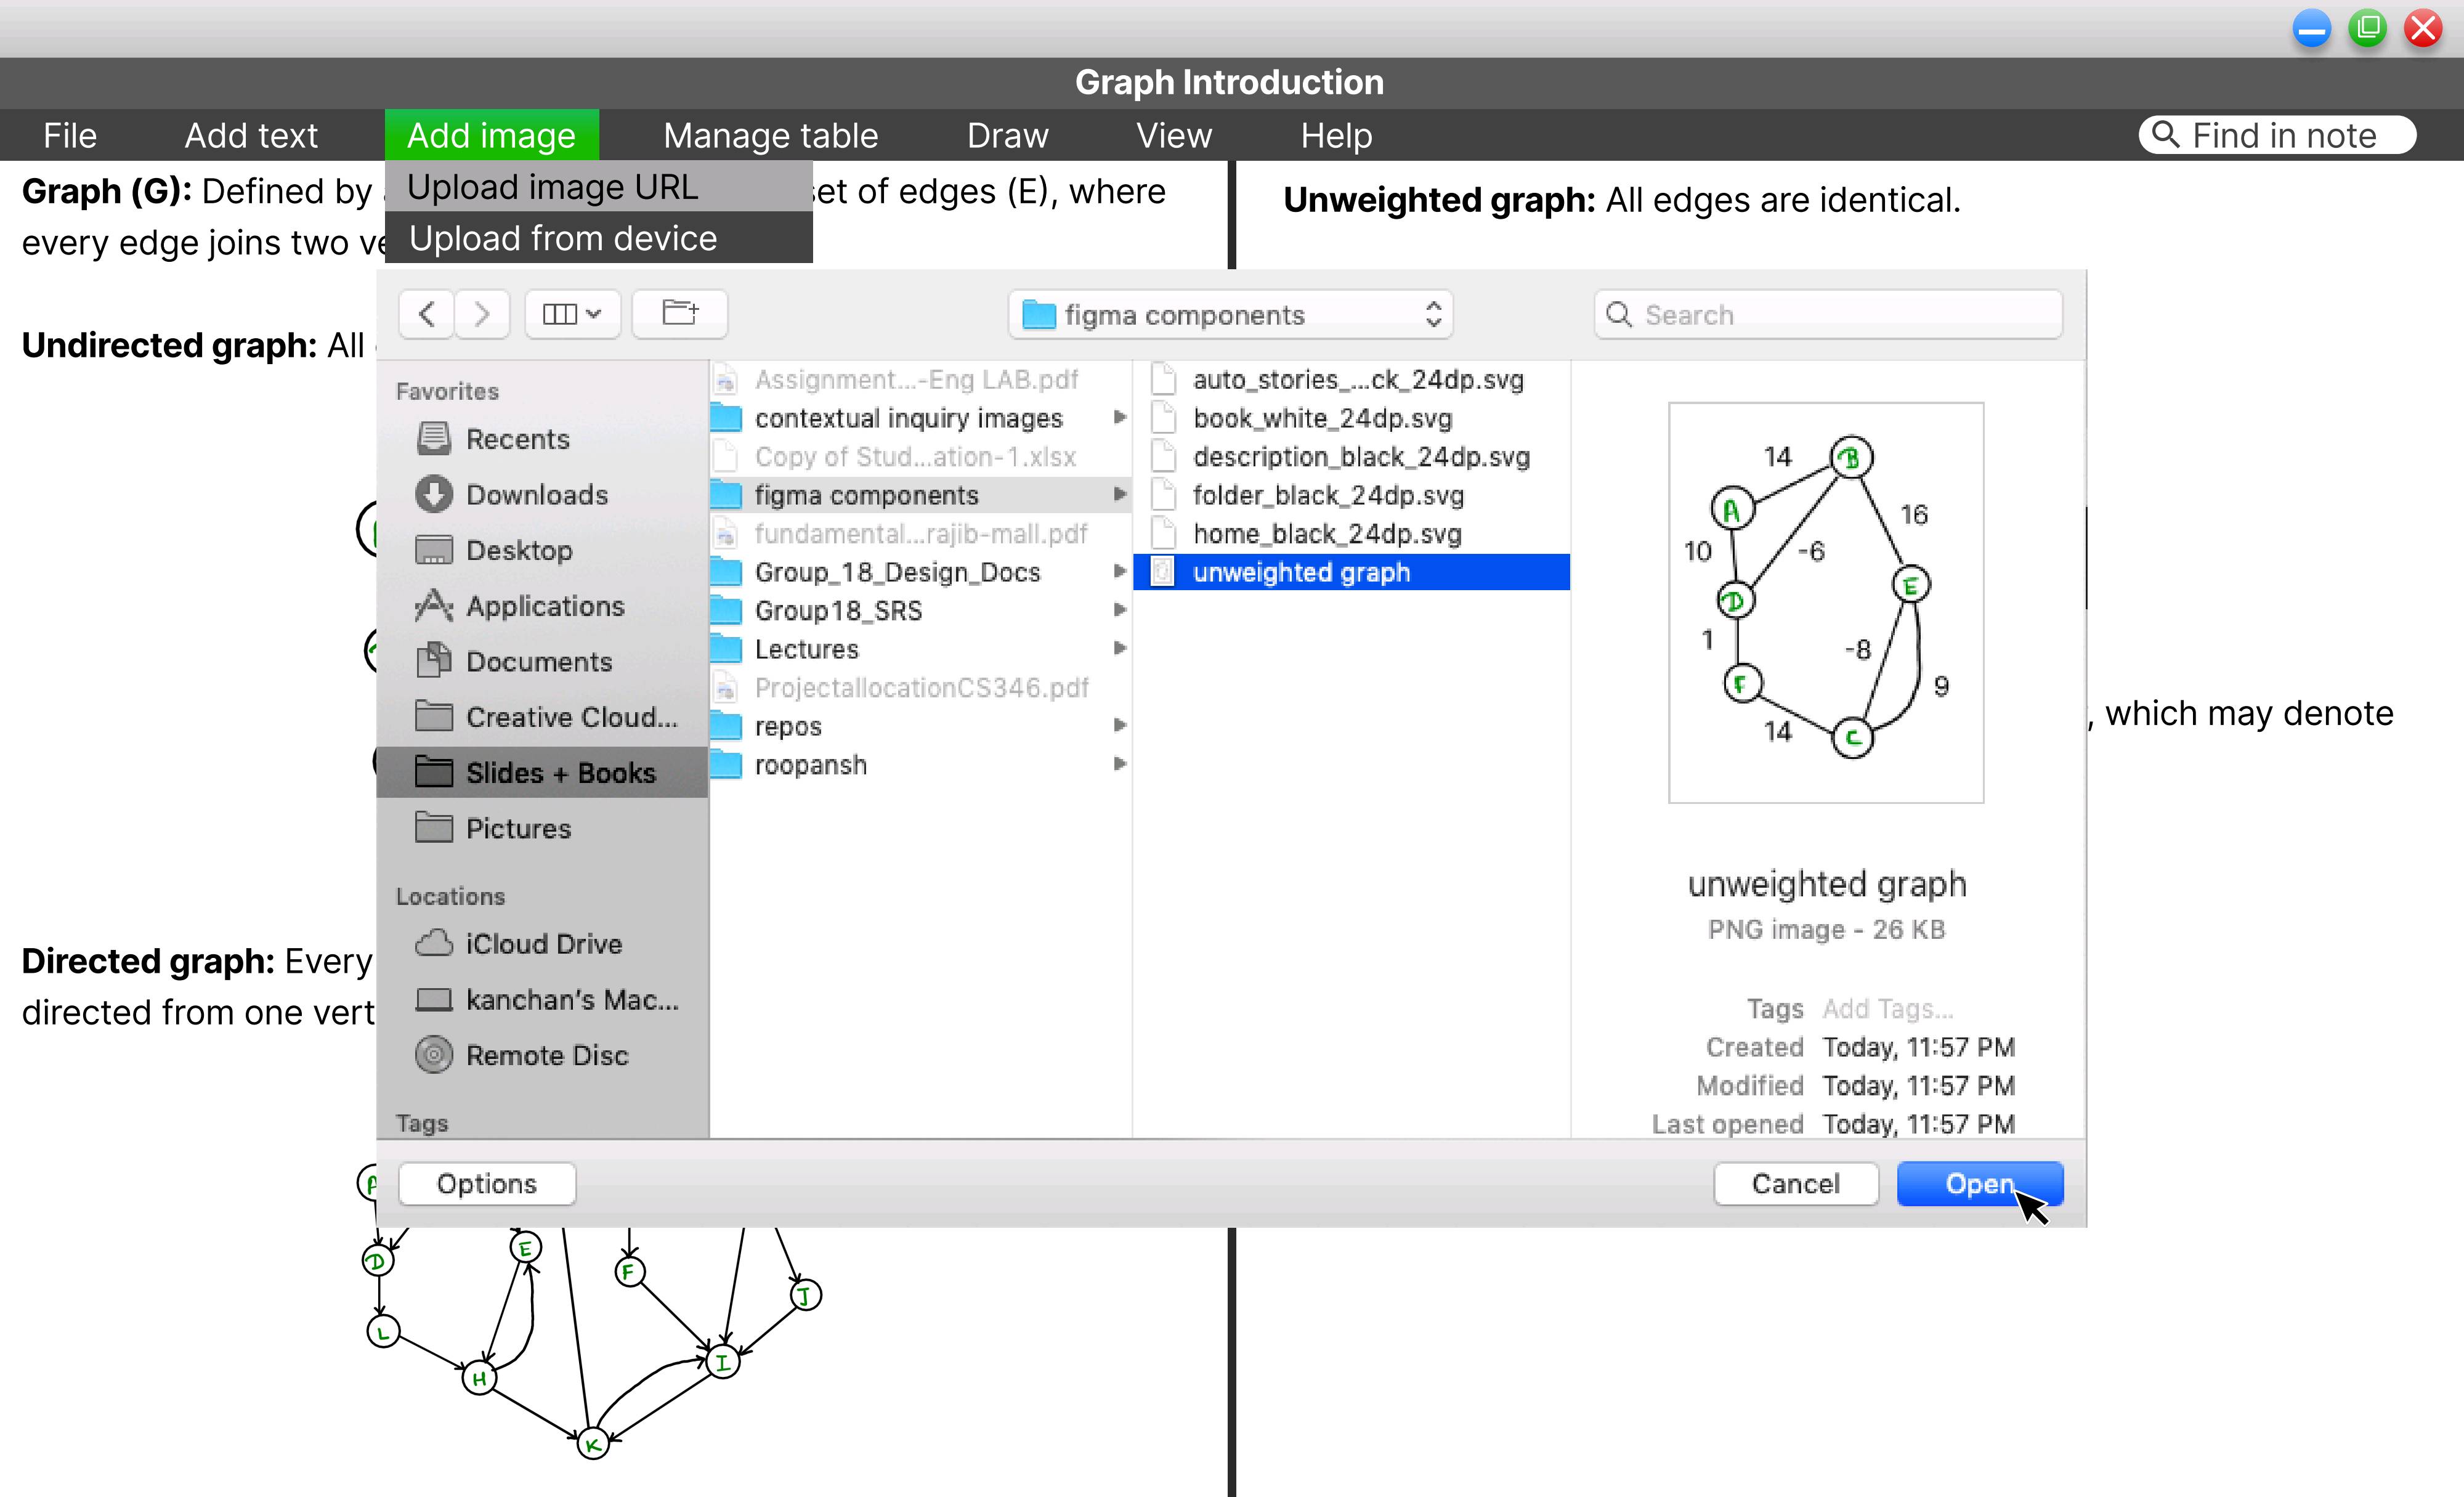 Graph Introduction
File Add text Add image Manage table Draw View Help Find in note
Upload image URL
Upload from device
Graph (G): Defined by set of edges (E), where
every edge joins two
Undirected graph: All
Directed graph: Every
directed from one
Unweighted graph: All edges are identical.
, which may denote
figma components
Search
Favorites
Recents
Downloads
Desktop
Applications
Documents
Creative Cloud...
Slides + Books
Pictures
Locations
iCloud Drive
kanchan's Mac...
Remote Disc
Tags
Assignment...-Eng LAB.pdf
contextual inquiry images
Copy of Stud...ation-1.xlsx
figma components
fundamental...rajib-mall.pdf
Group_18_Design_Docs
Group18_SRS
Lectures
ProjectallocationCS346.pdf
repos
roopansh
auto_stories_...ck_24dp.svg
book_white_24dp.svg
description_black_24dp.svg
folder_black_24dp.svg
home_black_24dp.svg
unweighted graph
14 B
A 16
10 -6
D E
1 -8
F 9
14 C
unweighted graph
PNG image - 26 KB
Tags Add Tags...
Created Today, 11:57 PM
Modified Today, 11:57 PM
Last opened Today, 11:57 PM
Options
Cancel
Open
D E F
J
L
H I
K